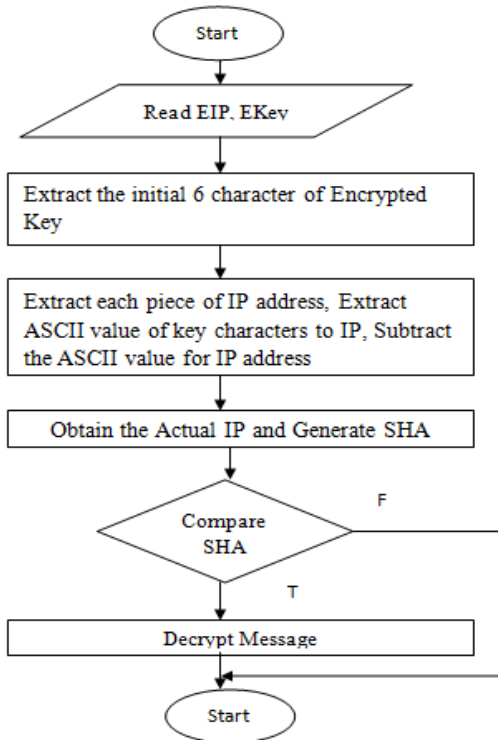 Start
Read EIP, EKey
Extract the initial 6 character of Encrypted
Key
Extract each piece of IP address, Extract
ASCII value of key characters to IP, Subtract
the ASCII value for IP address
Obtain the Actual IP and Generate SHA
F
Compare
SHA
T
Decrypt Message
Start